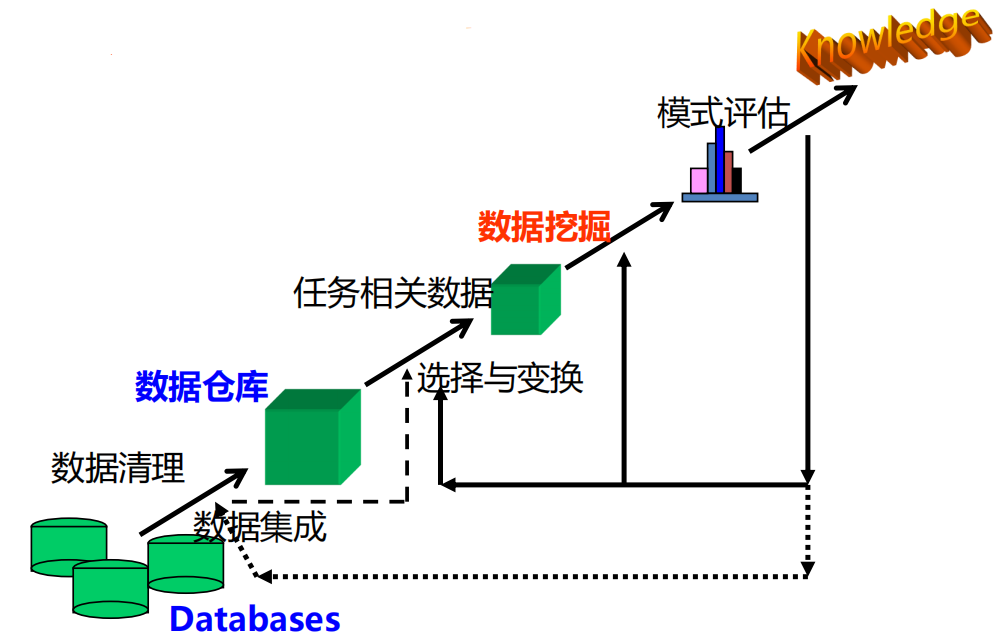 Knowledge
模式评估
数据挖掘
任务相关数据
选择与变换
数据仓库
数据清理
数据集成
Databases